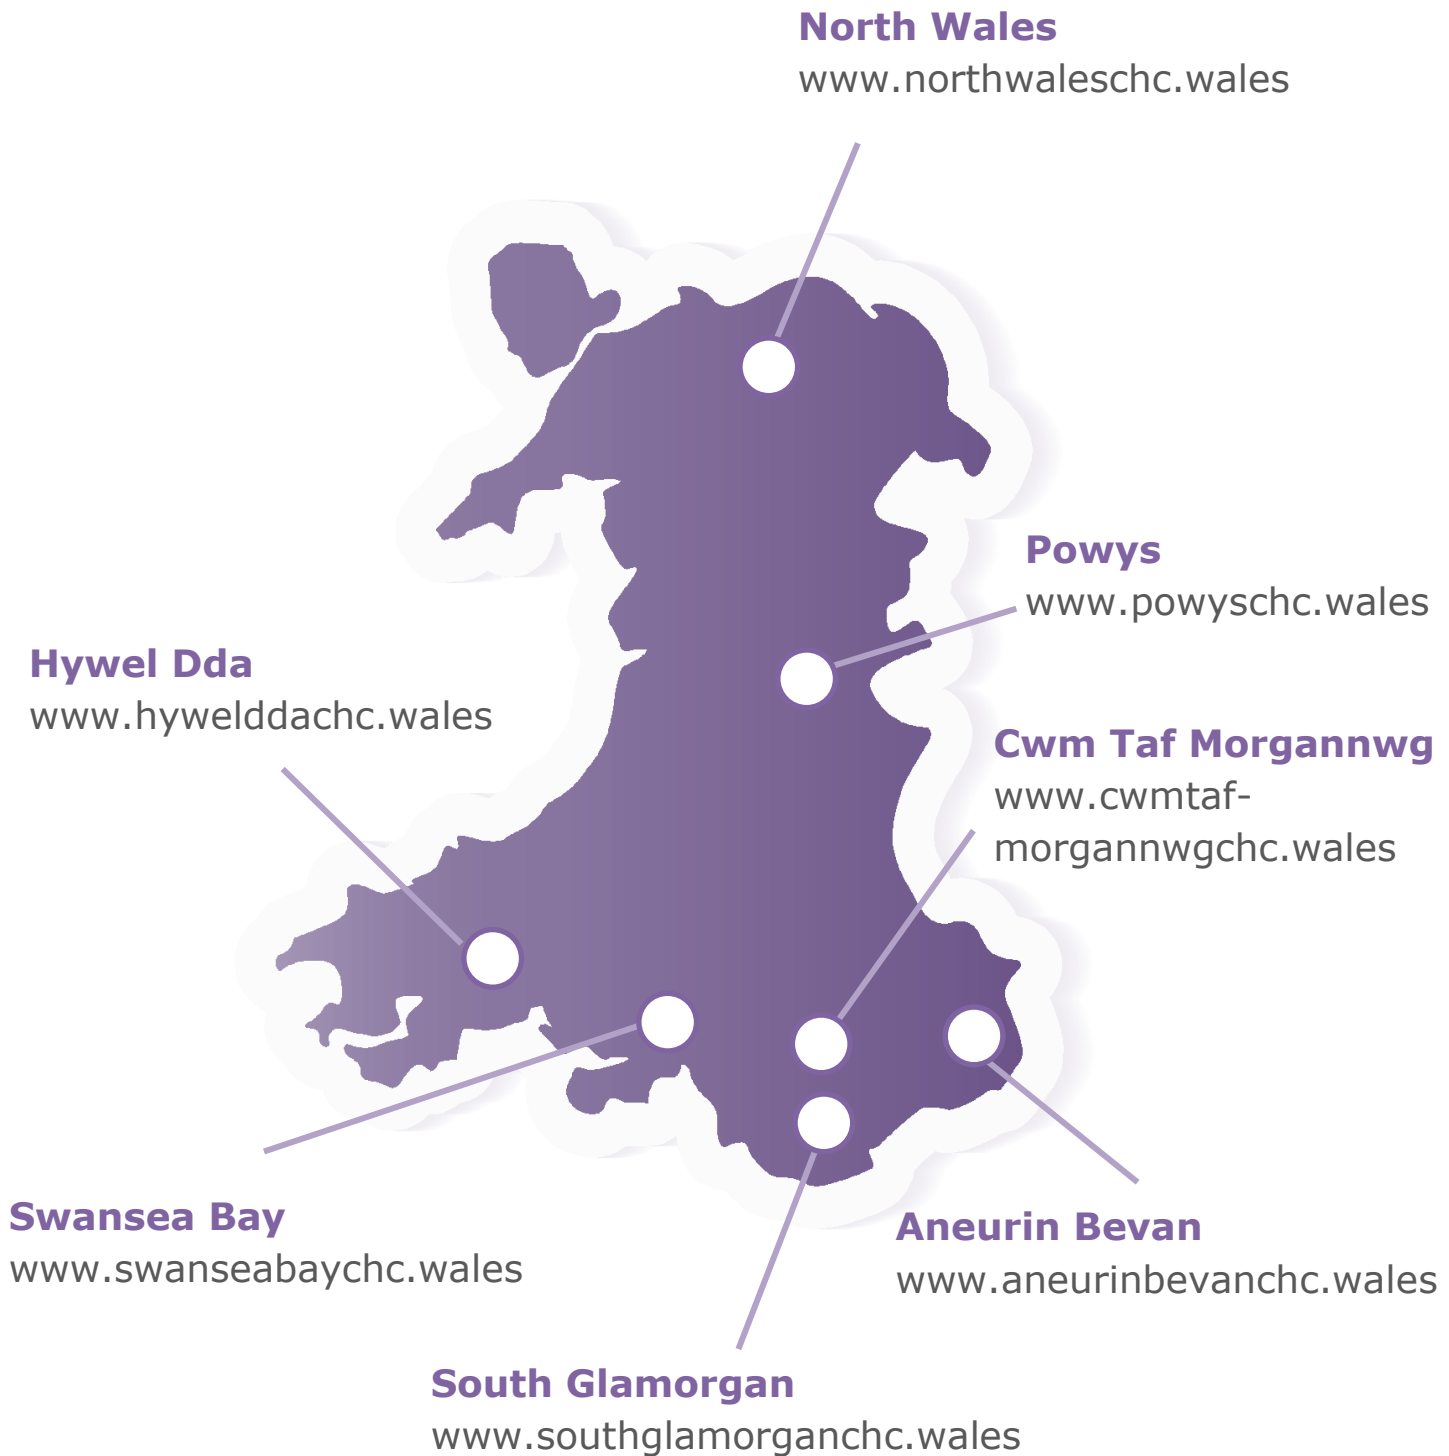 North Wales
www.northwaleschc.wales
Powys
www.powyschc.wales
Hywel Dda
www.hywelddachc.wales
Cwm Taf Morgannwg
www.cwmtaf-
morgannwgchc.wales
Swansea Bay
www.swanseabaychc.wales
Aneurin Bevan
www.aneurinbevanchc.wales
South Glamorgan
www.southglamorganchc.wales